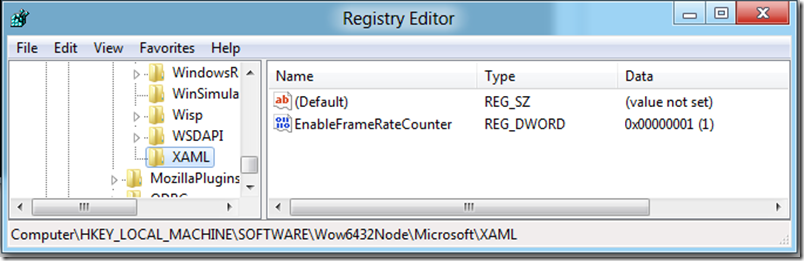 Registry Editor
File Edit View Favorites Help
WindowsR
WinSimula
Wisp
WSDAPI
XAML
MozillaPlugins
Name Type Data
(Default) REG_SZ (value not set)
EnableFrameRateCounter REG_DWORD 0x00000001 (1)
Computer\HKEY_LOCAL_MACHINE\SOFTWARE\Wow6432Node\Microsoft\XAML